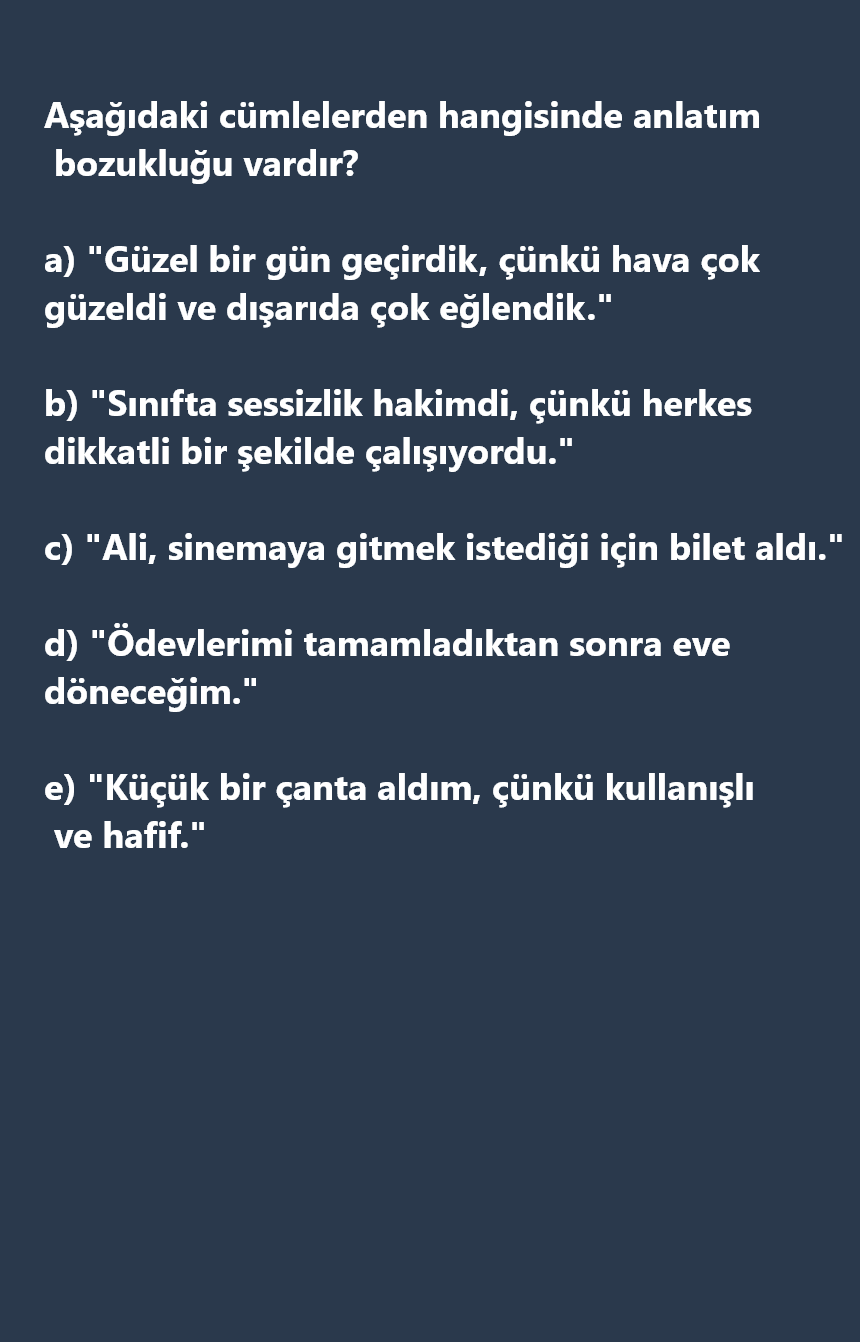 Aşağıdaki cümlelerden hangisinde anlatım
bozukluğu vardır?
a) "Güzel bir gün geçirdik, çünkü hava çok
güzeldi ve dışarıda çok eğlendik."
b) "Sınıfta sessizlik hakimdi, çünkü herkes
dikkatli bir şekilde çalışıyordu."
c) "Ali, sinemaya gitmek istediği için bilet aldı."
d) "Ödevlerimi tamamladıktan sonra eve
döneceğim."
e) "Küçük bir çanta aldım, çünkü kullanışlı
ve hafif."